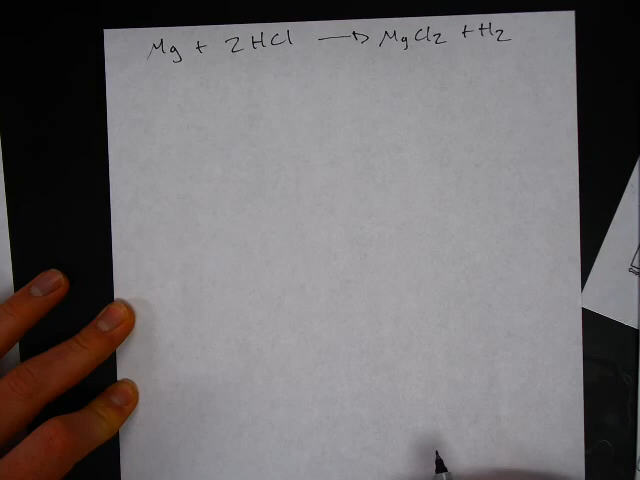 Mg + 2HCl → MgCl2 + H2